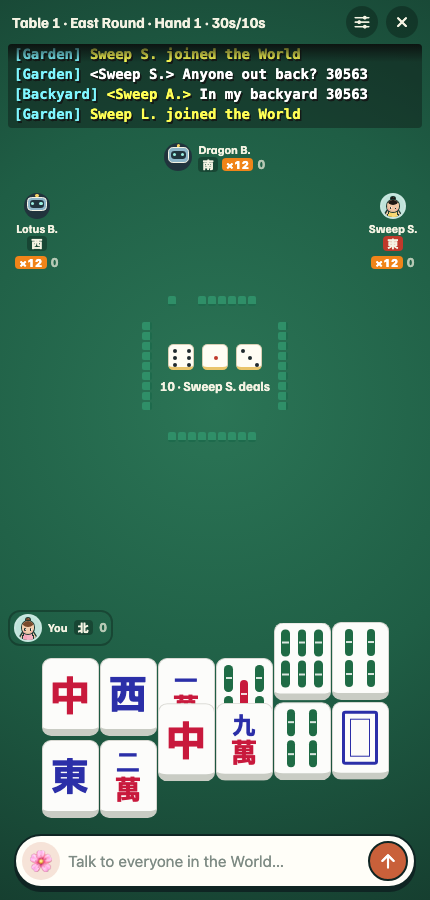 Table 1 · East Round · Hand 1 · 30s/10s
[Garden] Sweep S. joined the World
[Garden] <Sweep S.> Anyone out back? 30563
[Backyard] <Sweep A.> In my backyard 30563
[Garden] Sweep L. joined the World
Dragon B.
南 ×12 0
Lotus B.
西
×12 0
Sweep S.
東
×12 0
10 · Sweep S. deals
You 北 0
中 西 一萬
中 九萬
東 二萬
Talk to everyone in the World...